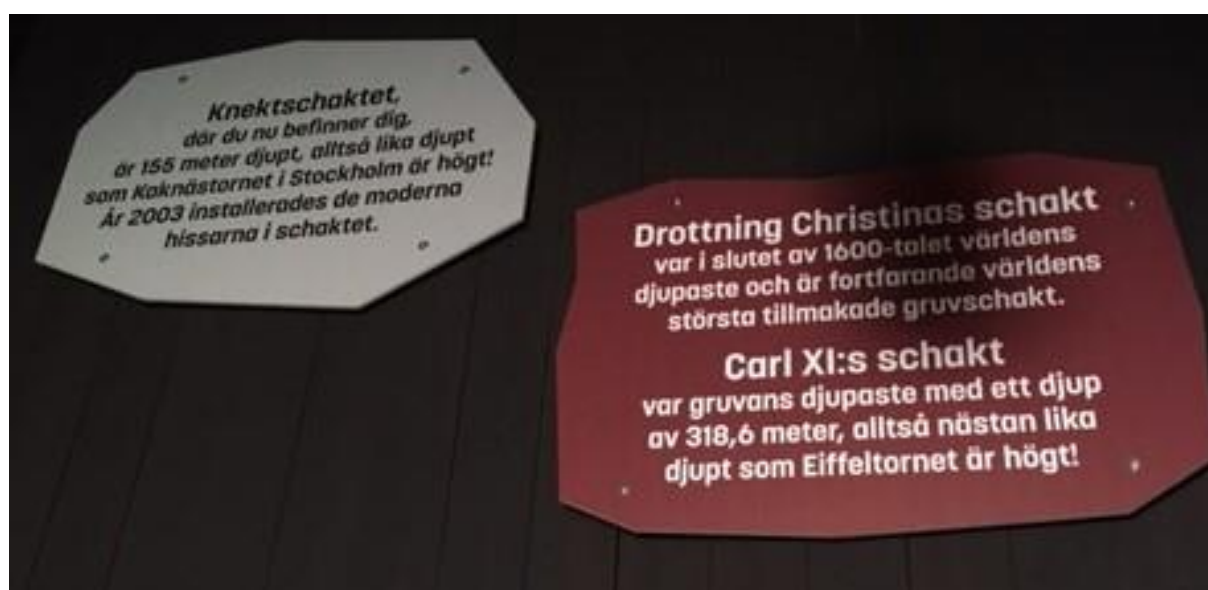 Knektschaktet,
där du nu befinner dig,
är 155 meter djupt, alltså lika djupt
som Kaknästornet i Stockholm är högt!
År 2003 installerades de moderna
hissarna i schaktet.
Drottning Christinas schakt
var i slutet av 1600-talet världens
djupaste och är fortfarande världens
största tillmakade gruvschakt.
Carl XI:s schakt
var gruvans djupaste med ett djup
av 318,6 meter, alltså nästan lika
djupt som Eiffeltornet är högt!